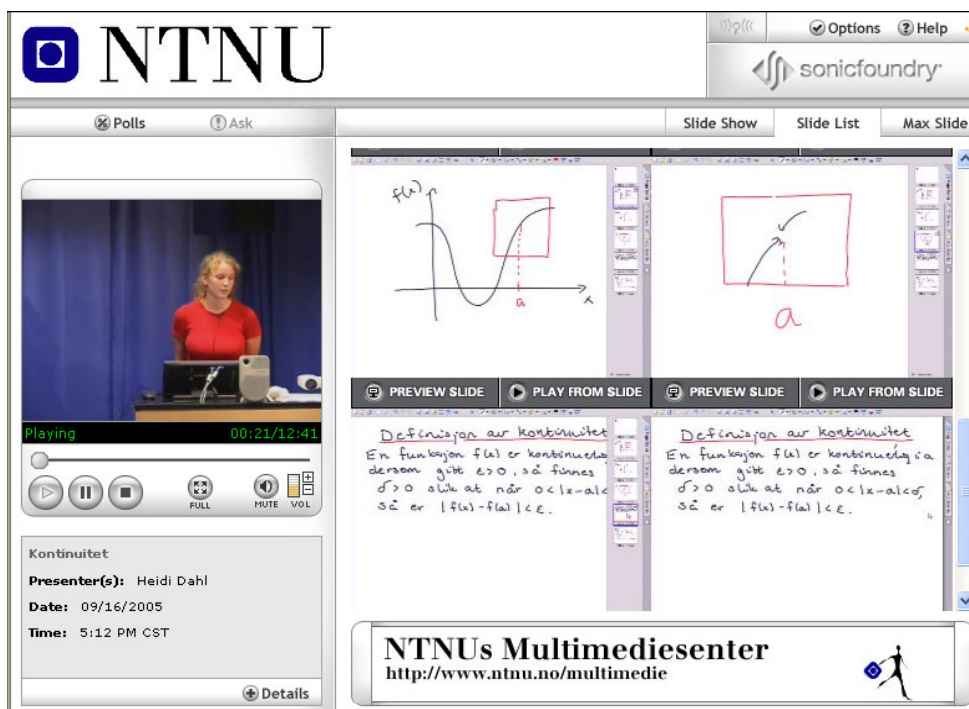 NTNU
Options Help
sonicfoundry
Polls Ask
Slide Show Slide List Max Slide
f(x)
x
a
a
PREVIEW SLIDE PLAY FROM SLIDE PREVIEW SLIDE PLAY FROM SLIDE
Playing 00:21/12:41
FULL MUTE VOL
Definisjon av kontinuitet
En funksjon f(x) er kontinuerlig
dersom gitt ε>0, så finnes
δ>0 slik at når 0<|x-a|<
så er |f(x)-f(a)|<ε.
Definisjon av kontinuitet
En funksjon f(x) er kontinuerlig i a
dersom gitt ε>0, så finnes
δ>0 slik at når 0<|x-a|<δ,
så er |f(x)-f(a)|<ε.
Kontinuitet
Presenter(s): Heidi Dahl
Date: 09/16/2005
Time: 5:12 PM CST
Details
NTNUs Multimediesenter
http://www.ntnu.no/multimedie